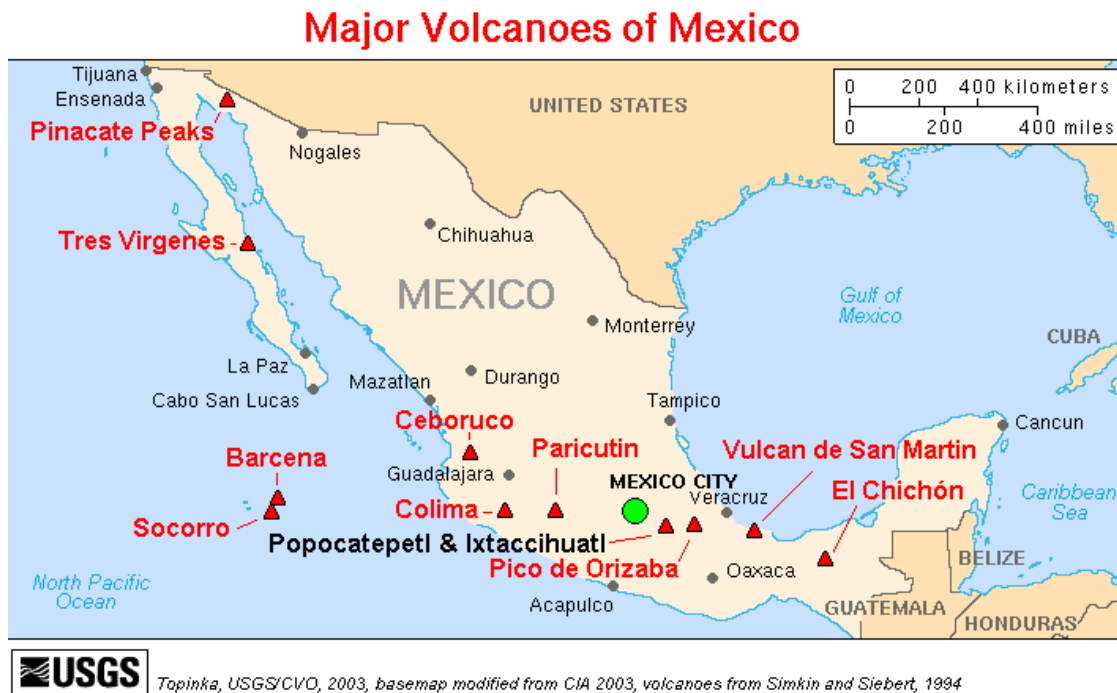 Major Volcanoes of Mexico
Tijuana
Ensenada
Pinacate Peaks
Nogales
UNITED STATES
0 200 400 kilometers
0 200 400 miles
Tres Virgenes
Chihuahua
MEXICO
Gulf of
Mexico
Monterrey
CUBA
La Paz
Cabo San Lucas
Mazatlan
Durango
Tampico
Cancun
Ceboruco
Barcena
Guadalajara
Paricutin
Vulcan de San Martin
MEXICO CITY
Veracruz
El Chichón
Caribbean
Sea
Socorro
Colima
Popocatepetl & Ixtaccihuatl
Pico de Orizaba
BELIZE
North Pacific
Ocean
Acapulco
Oaxaca
GUATEMALA
HONDURAS
USGS
Topinka, USGS/CVO, 2003, basemap modified from CIA 2003, volcanoes from Simkin and Siebert, 1994